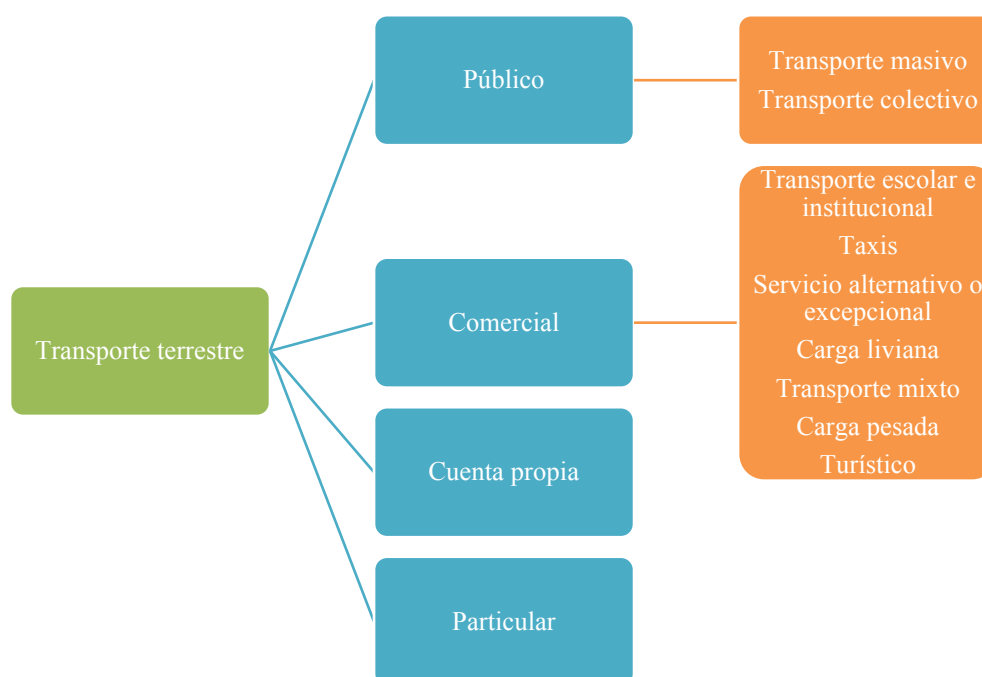 Transporte terrestre
Público
Transporte masivo
Transporte colectivo
Comercial
Transporte escolar e
institucional
Taxis
Servicio alternativo o
excepcional
Carga liviana
Transporte mixto
Carga pesada
Turístico
Cuenta propia
Particular